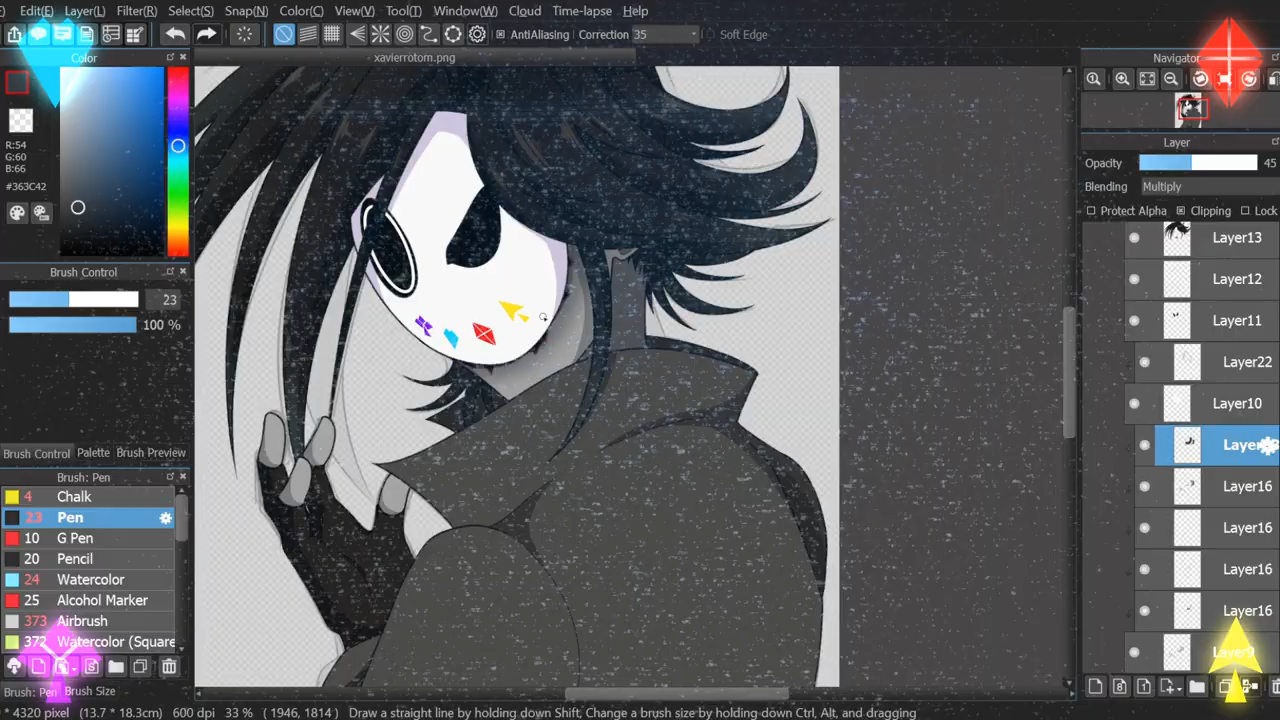 Edit(E) Layer(L) Filter(R) Select(S) Snap(N) Color(C) View(V) Tool(T) Window(W) Cloud Time-lapse Help
AntiAliasing Correction 35 Soft Edge
Color
xavierrotom.png
Navigator
R:54
G:60
B:66
#363C42
Layer
Opacity 45
Blending Multiply
Protect Alpha Clipping Lock
Layer13
Layer12
Layer11
Layer22
Layer10
Laye
Layer16
Layer16
Layer16
Layer16
Layer9
Brush Control
23
100 %
Brush Control Palette Brush Preview
Brush: Pen
4 Chalk
23 Pen
10 G Pen
20 Pencil
24 Watercolor
25 Alcohol Marker
373 Airbrush
372 Watercolor (Square
Brush: Pen Brush Size
* 4320 pixel (13.7 * 18.3cm) 600 dpi 33 % ( 1946, 1814 ) Draw a straight line by holding down Shift, Change a brush size by holding down Ctrl, Alt, and dragging